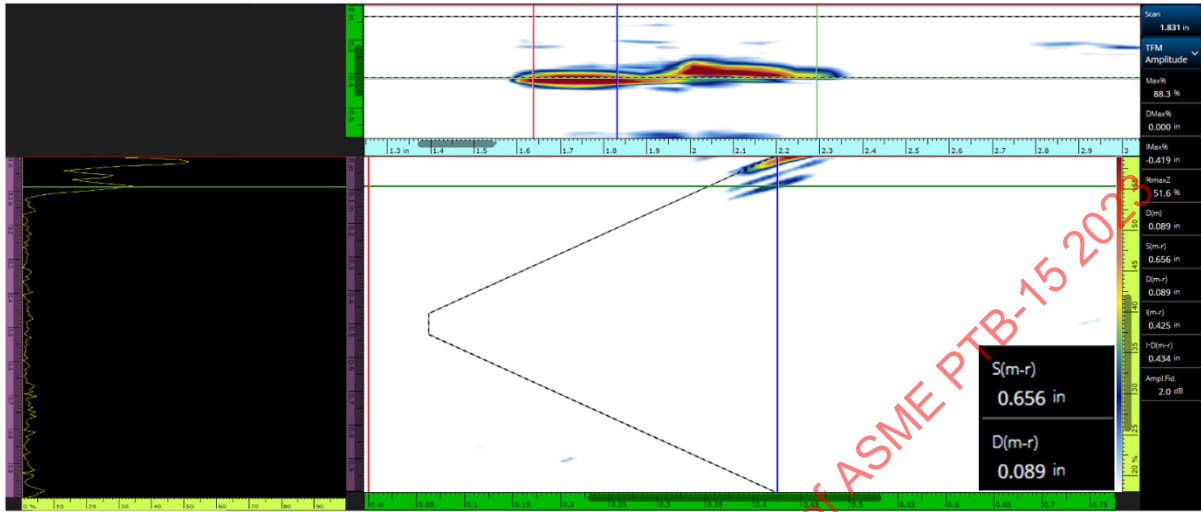 Scan
1.831 in
TFM
Amplitude
Max%
88.3 %
DMax%
0.000 in
IMax%
-0.419 in
%maxZ
51.6 %
D(m)
0.089 in
S(m-r)
0.656 in
D(m-r)
0.089 in
I(m-r)
0.425 in
I^D(m-r)
0.434 in
Ampl.Fid.
2.0 dB
1.3 in 1.4 1.5 1.6 1.7 1.8 1.9 2 2.1 2.2 2.3 2.4 2.5 2.6 2.7 2.8 2.9 3
S(m-r)
0.656 in
D(m-r)
0.089 in
0 % 10 20 30 40 50 60 70 80 90
0 in 0.05 0.1 0.15 0.2 0.25 0.3 0.35 0.4 0.45 0.5 0.55 0.6 0.65 0.7 0.75
of ASME PTB-15 2023